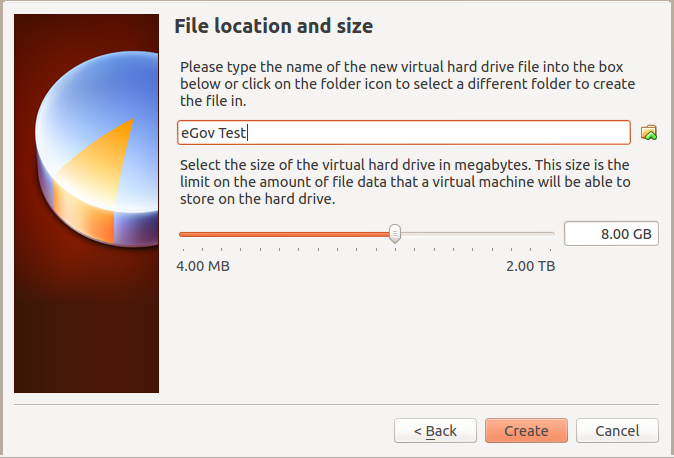 File location and size
Please type the name of the new virtual hard drive file into the box
below or click on the folder icon to select a different folder to create
the file in.
eGov Test
Select the size of the virtual hard drive in megabytes. This size is the
limit on the amount of file data that a virtual machine will be able to
store on the hard drive.
8.00 GB
4.00 MB 2.00 TB
< Back Create Cancel